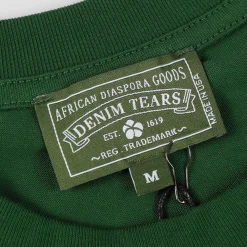 AFRICAN DIASPORA GOODS
DENIM TEARS
EST. 1619
REG. TRADEMARK
MADE IN USA
M